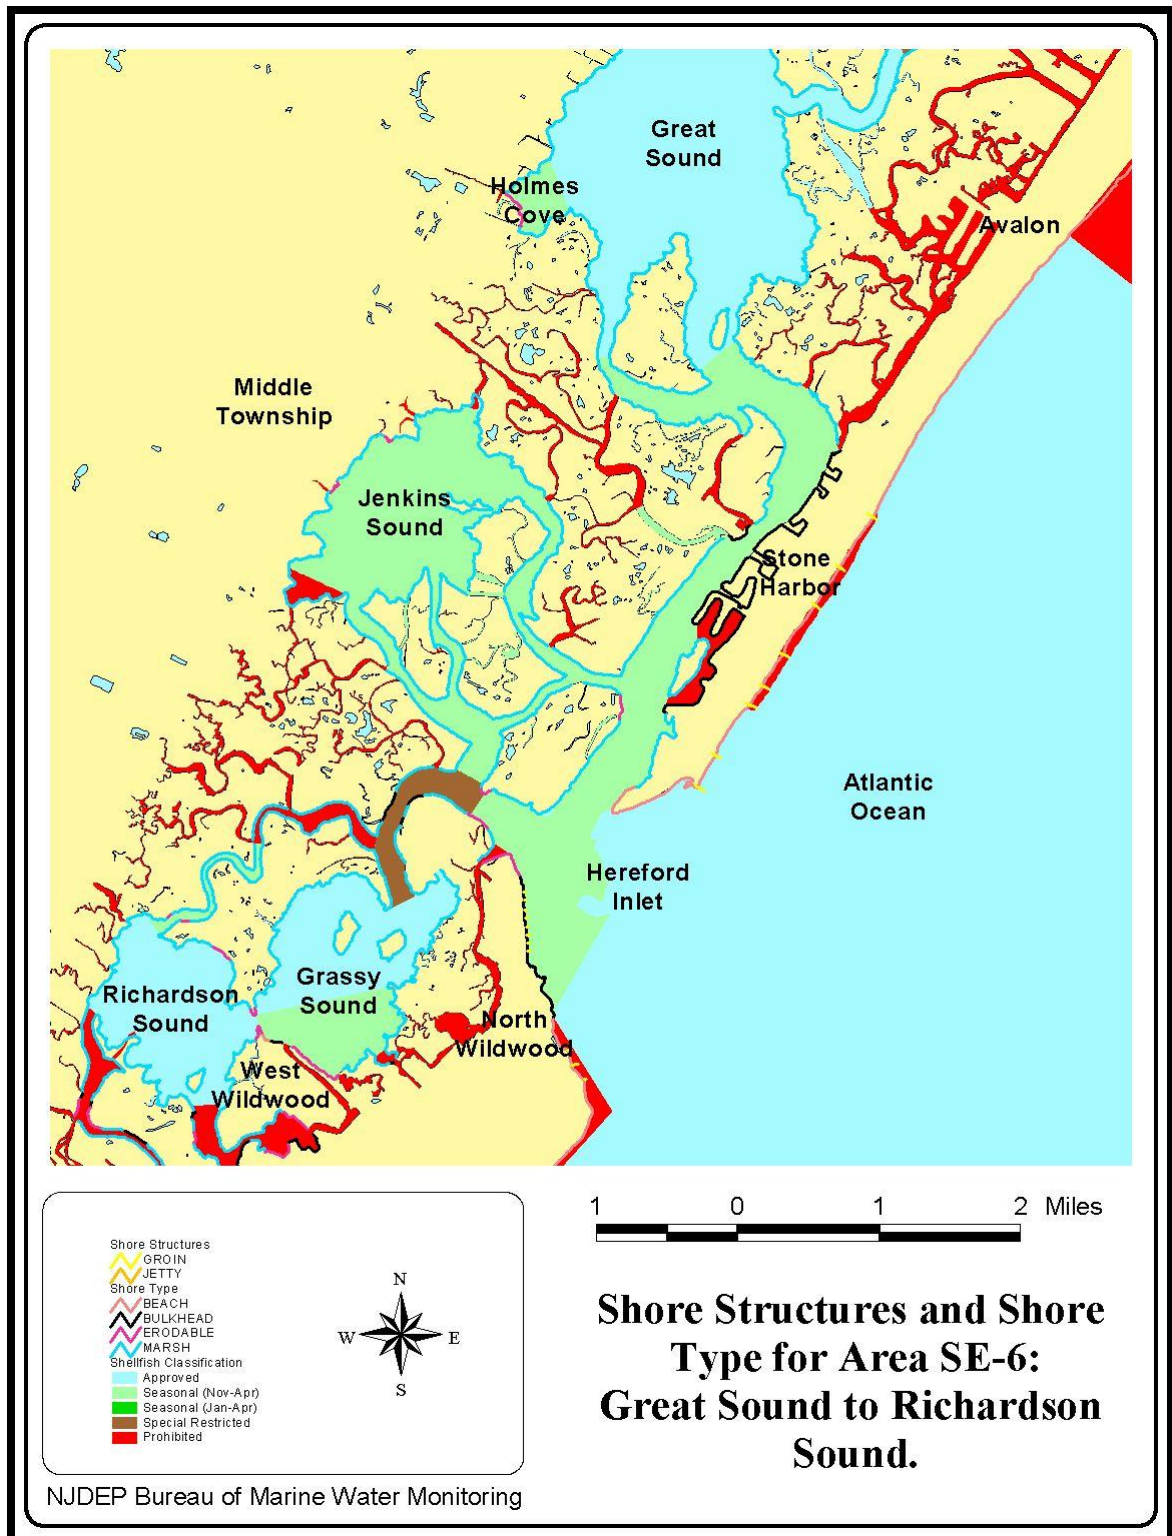 Great
Sound
Holmes
Cove
Avalon
Middle
Township
Jenkins
Sound
Stone
Harbor
Atlantic
Ocean
Hereford
Inlet
Grassy
Sound
Richardson
Sound
North
Wildwood
West
Wildwood
1 0 1 2 Miles
Shore Structures
GROIN
JETTY
Shore Type
BEACH
BULKHEAD
ERODABLE
MARSH
Shellfish Classification
Approved
Seasonal (Nov-Apr)
Seasonal (Jan-Apr)
Special Restricted
Prohibited
N
W E
S
Shore Structures and Shore
Type for Area SE-6:
Great Sound to Richardson
Sound.
NJDEP Bureau of Marine Water Monitoring